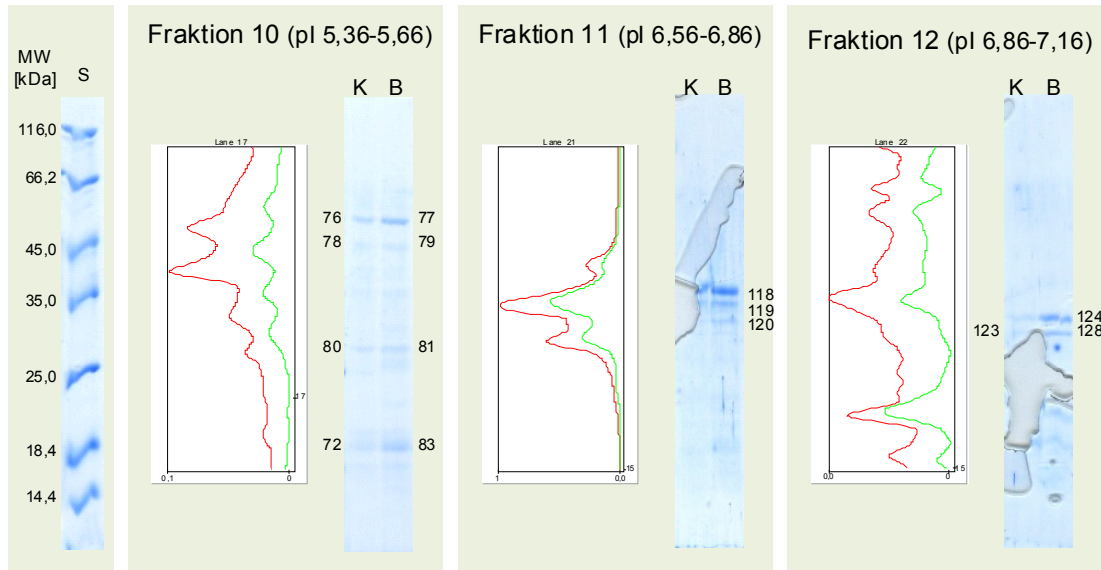 MW
[kDa]
S
116,0
66,2
45,0
35,0
25,0
18,4
14,4
Fraktion 10 (pI 5,36-5,66)
K B
Lane 17
76 77
78 79
80 81
72 83
17
0,1 0
Fraktion 11 (pI 6,56-6,86)
K B
Lane 21
118
119
120
15
1 0,0
Fraktion 12 (pI 6,86-7,16)
K B
Lane 22
124
123 128
15
0,0 0